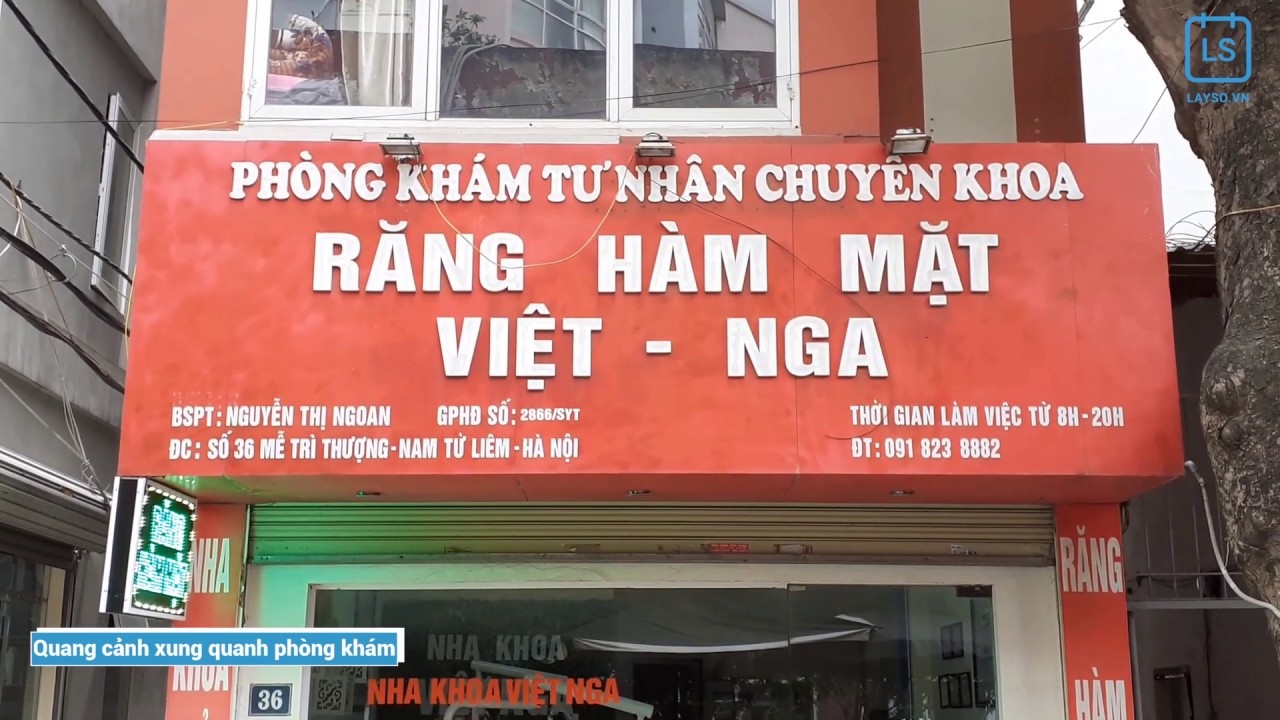 LS
LAYSO.VN
PHÒNG KHÁM TƯ NHÂN CHUYÊN KHOA
RĂNG HÀM MẶT
VIỆT - NGA
BSPT: NGUYỄN THỊ NGOAN GPHĐ SỐ: 2866/SYT
ĐC: SỐ 36 MỄ TRÌ THƯỢNG-NAM TỪ LIÊM-HÀ NỘI
THỜI GIAN LÀM VIỆC TỪ 8H-20H
ĐT: 091 823 8882
NHA
KHOA
RĂNG
HÀM
NHA KHOA
NHA KHOA VIỆT NGA
36
Quang cảnh xung quanh phòng khám